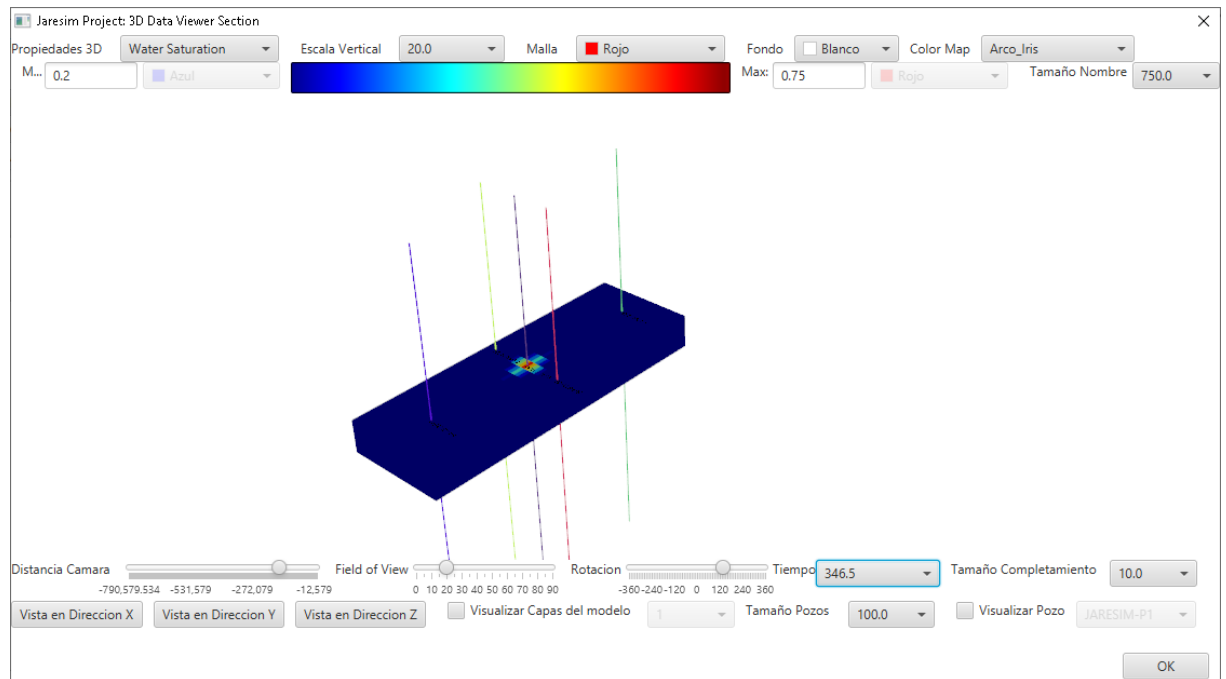 Jaresim Project: 3D Data Viewer Section
Propiedades 3D Water Saturation Escala Vertical 20.0 Malla Rojo Fondo Blanco Color Map Arco_Iris
M... 0.2 Azul Max: 0.75 Rojo Tamaño Nombre 750.0
Distancia Camara Field of View Rotacion Tiempo 346.5 Tamaño Completamiento 10.0
-790,579.534 -531,579 -272,079 -12,579 0 10 20 30 40 50 60 70 80 90 -360-240-120 0 120 240 360
Vista en Direccion X Vista en Direccion Y Vista en Direccion Z Visualizar Capas del modelo 1 Tamaño Pozos 100.0 Visualizar Pozo JARESIM-P1
OK